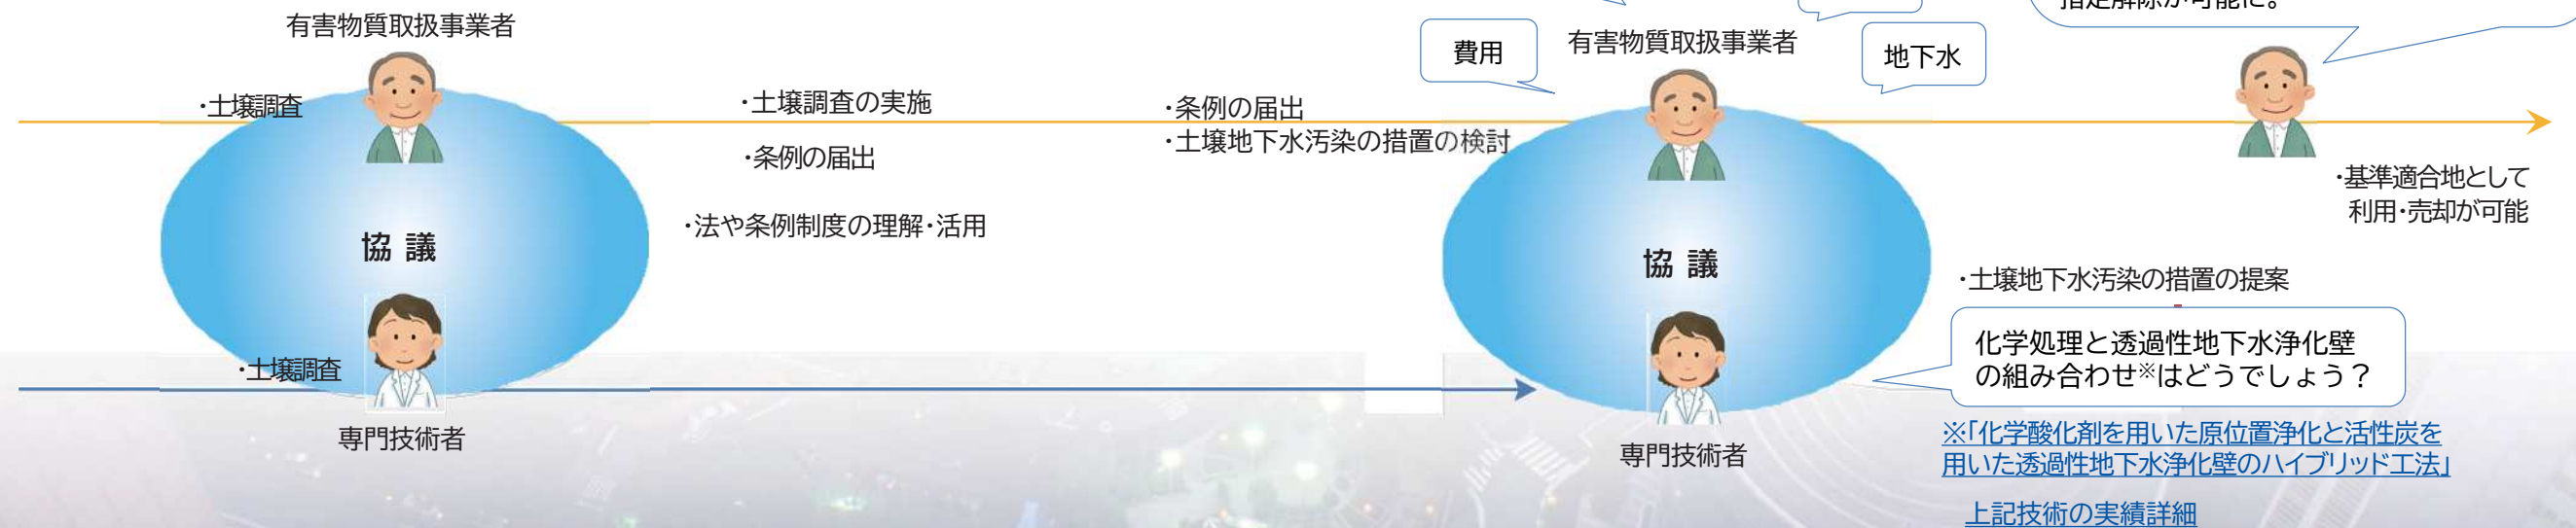 指定解除が可能に。
有害物質取扱事業者
・土壌調査
協 議
・土壌調査
専門技術者
・土壌調査の実施
・条例の届出
・法や条例制度の理解・活用
・条例の届出
・土壌地下水汚染の措置の検討
費用
有害物質取扱事業者
地下水
協 議
専門技術者
・基準適合地として
利用・売却が可能
・土壌地下水汚染の措置の提案
化学処理と透過性地下水浄化壁
の組み合わせ※はどうでしょう？
※「化学酸化剤を用いた原位置浄化と活性炭を
用いた透過性地下水浄化壁のハイブリッド工法」
上記技術の実績詳細